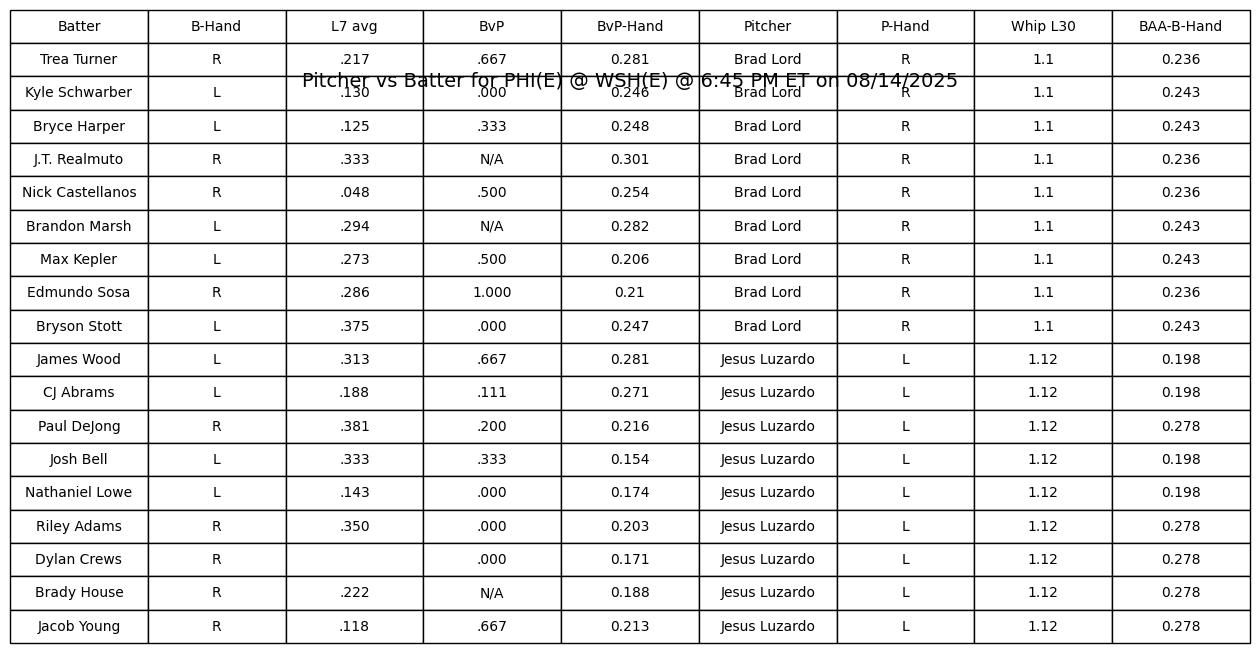 Batter B-Hand L7 avg BvP BvP-Hand Pitcher P-Hand Whip L30 BAA-B-Hand
Trea Turner R .217 .667 0.281 Brad Lord R 1.1 0.236
Pitcher vs Batter for PHI(E) @ WSH(E) @ 6:45 PM ET on 08/14/2025
Kyle Schwarber L .130 .000 0.246 Brad Lord R 1.1 0.243
Bryce Harper L .125 .333 0.248 Brad Lord R 1.1 0.243
J.T. Realmuto R .333 N/A 0.301 Brad Lord R 1.1 0.236
Nick Castellanos R .048 .500 0.254 Brad Lord R 1.1 0.236
Brandon Marsh L .294 N/A 0.282 Brad Lord R 1.1 0.243
Max Kepler L .273 .500 0.206 Brad Lord R 1.1 0.243
Edmundo Sosa R .286 1.000 0.21 Brad Lord R 1.1 0.236
Bryson Stott L .375 .000 0.247 Brad Lord R 1.1 0.243
James Wood L .313 .667 0.281 Jesus Luzardo L 1.12 0.198
CJ Abrams L .188 .111 0.271 Jesus Luzardo L 1.12 0.198
Paul DeJong R .381 .200 0.216 Jesus Luzardo L 1.12 0.278
Josh Bell L .333 .333 0.154 Jesus Luzardo L 1.12 0.198
Nathaniel Lowe L .143 .000 0.174 Jesus Luzardo L 1.12 0.198
Riley Adams R .350 .000 0.203 Jesus Luzardo L 1.12 0.278
Dylan Crews R .000 0.171 Jesus Luzardo L 1.12 0.278
Brady House R .222 N/A 0.188 Jesus Luzardo L 1.12 0.278
Jacob Young R .118 .667 0.213 Jesus Luzardo L 1.12 0.278